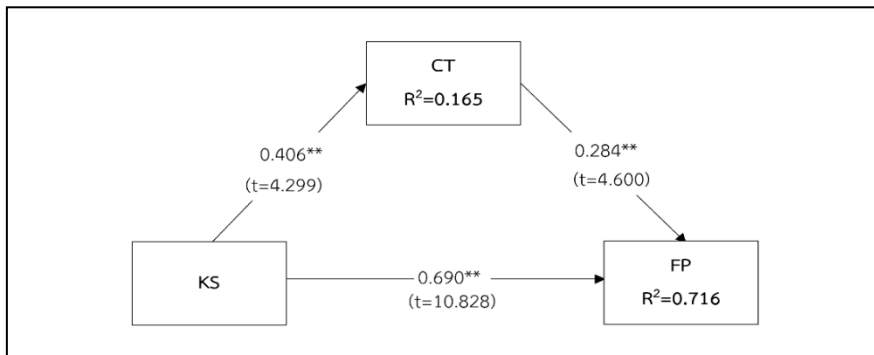 CT
R²=0.165
0.406**
(t=4.299)
0.284**
(t=4.600)
KS
0.690**
(t=10.828)
FP
R²=0.716